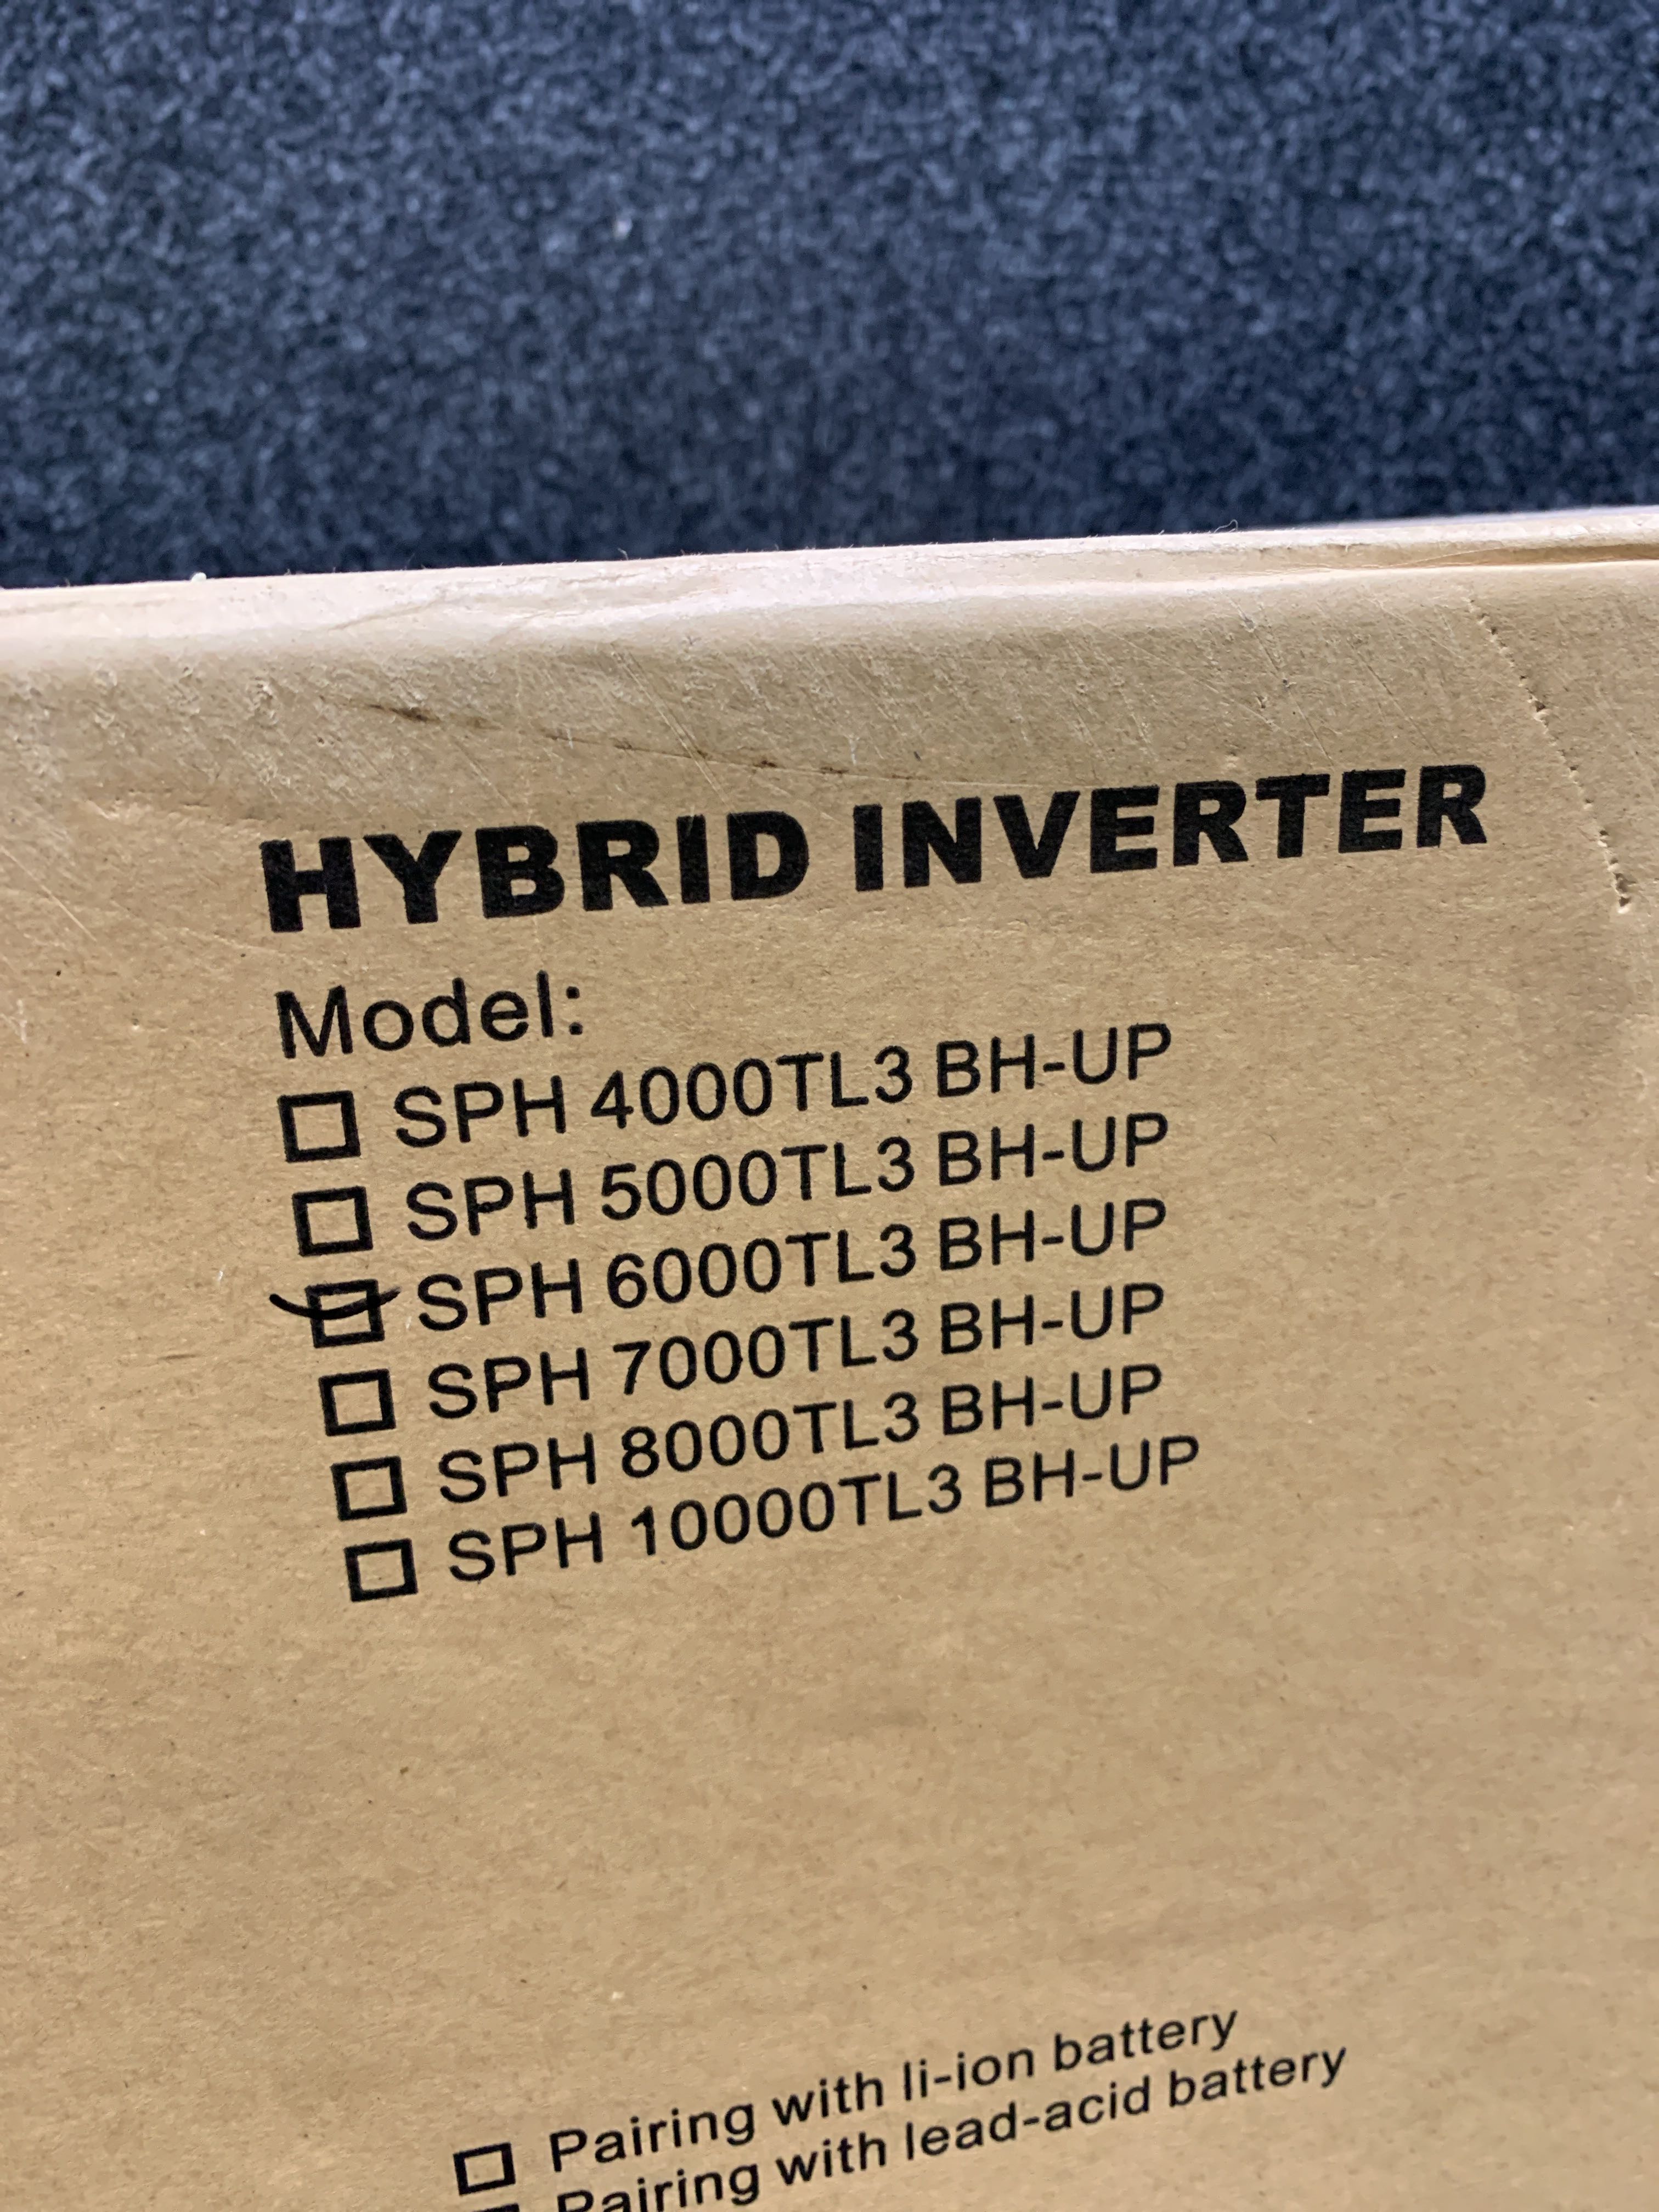 HYBRID INVERTER
Model:
SPH 4000TL3 BH-UP
SPH 5000TL3 BH-UP
SPH 6000TL3 BH-UP
SPH 7000TL3 BH-UP
SPH 8000TL3 BH-UP
SPH 10000TL3 BH-UP
Pairing with li-ion battery
Pairing with lead-acid battery